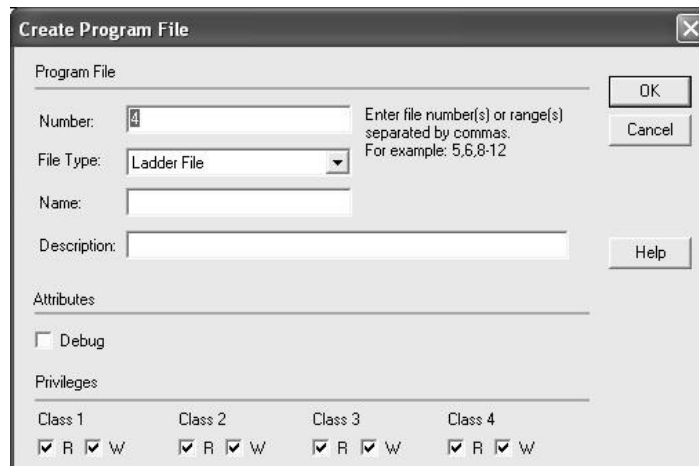 Create Program File
Program File
OK
Number: 4
Enter file number(s) or range(s)
separated by commas.
For example: 5,6,8-12
Cancel
File Type: Ladder File
Name:
Description:
Help
Attributes
Debug
Privileges
Class 1 Class 2 Class 3 Class 4
R W R W R W R W